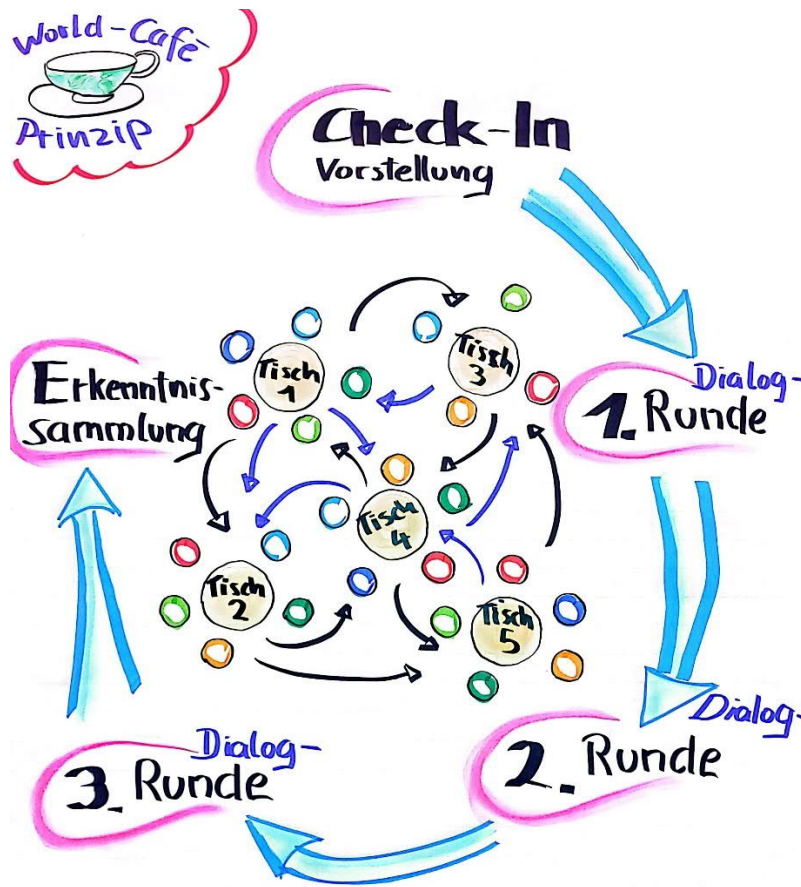 World-Café
Prinzip
Check-In
Vorstellung
Dialog-
1. Runde
Dialog-
2. Runde
Dialog-
3. Runde
Erkenntnis-
sammlung
Tisch
1
Tissch
3
Tisch
4
Tisch
2
Tisch
5